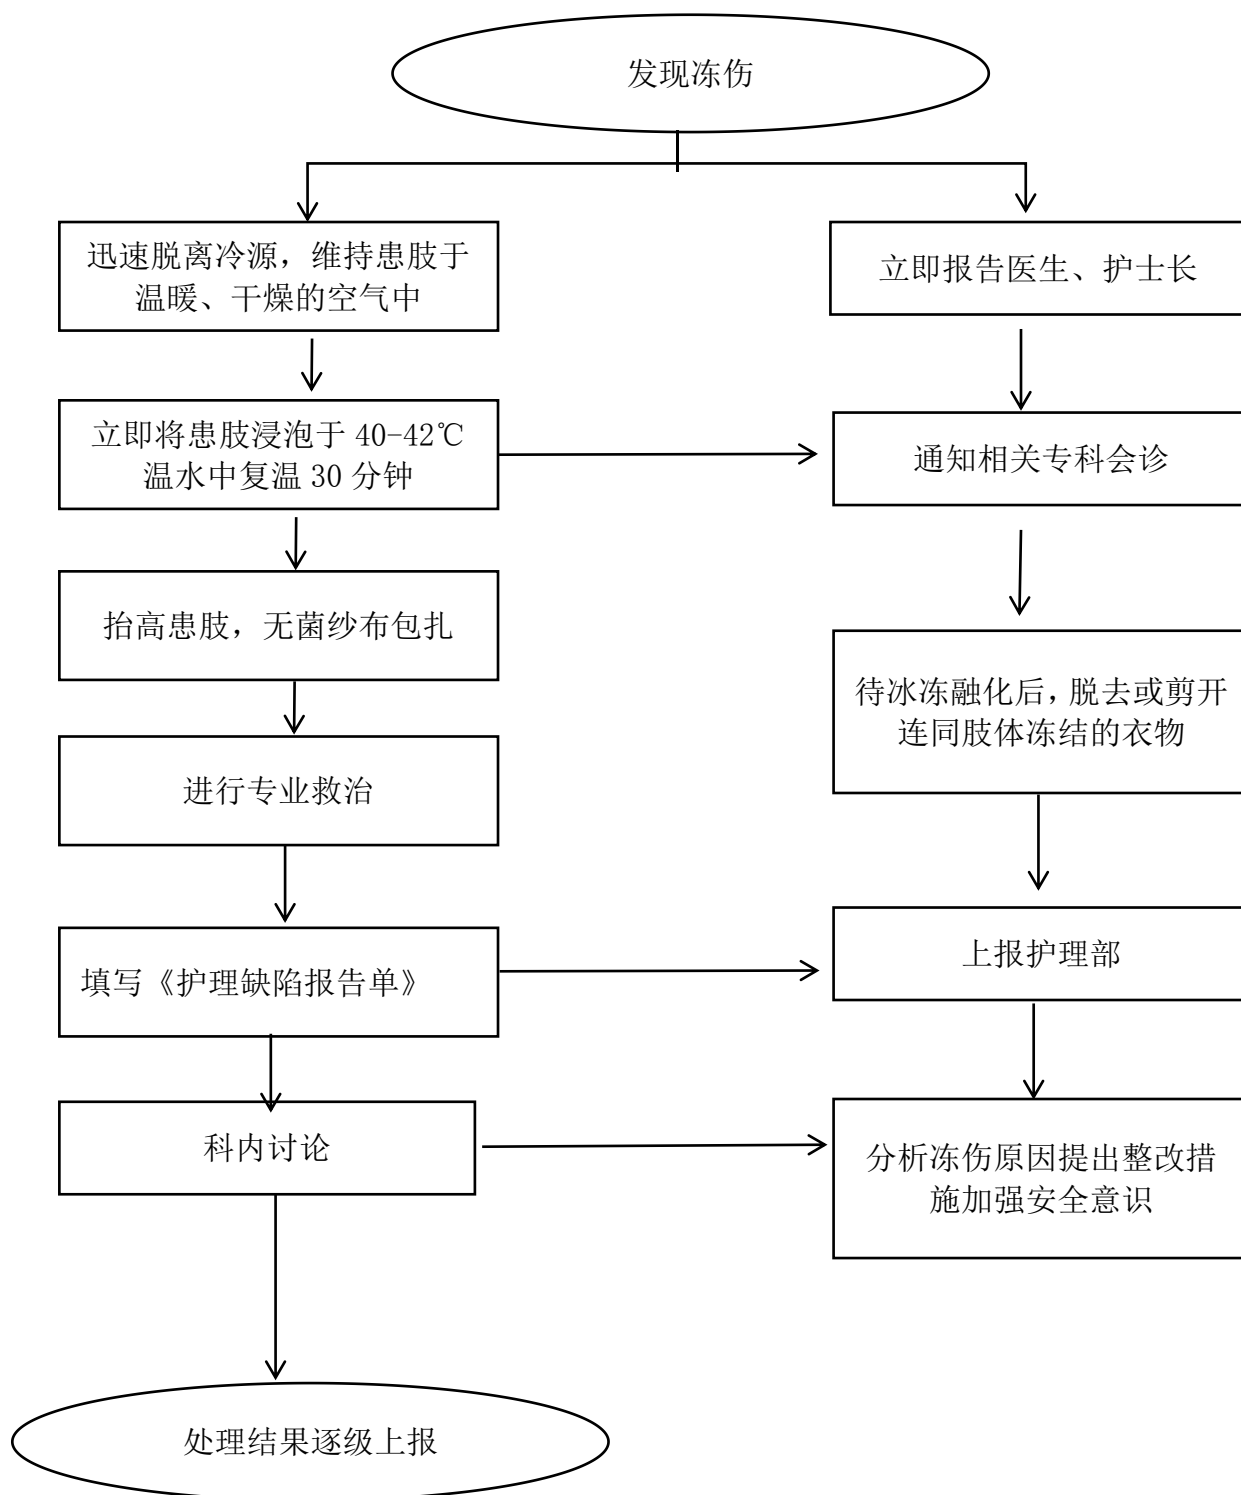 发现冻伤
迅速脱离冷源，维持患肢于
温暖、干燥的空气中
立即报告医生、护士长
立即将患肢浸泡于 40-42℃
温水中复温 30 分钟
通知相关专科会诊
抬高患肢，无菌纱布包扎
待冰冻融化后，脱去或剪开
连同肢体冻结的衣物
进行专业救治
填写《护理缺陷报告单》
上报护理部
科内讨论
分析冻伤原因提出整改措
施加强安全意识
处理结果逐级上报